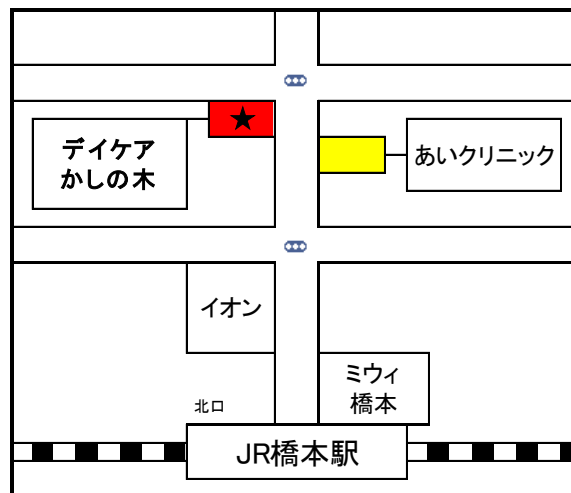 ★
デイケア
かしの木
あいクリニック
イオン
ミウィ
橋本
北口
JR橋本駅